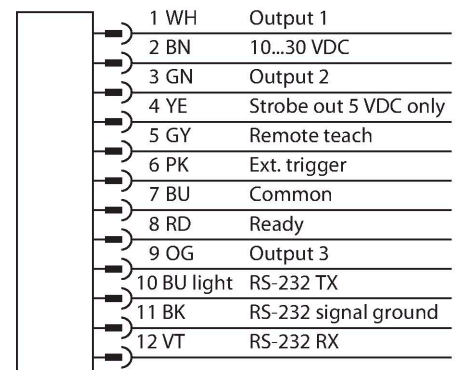 1 WH Output 1
2 BN 10...30 VDC
3 GN Output 2
4 YE Strobe out 5 VDC only
5 GY Remote teach
6 PK Ext. trigger
7 BU Common
8 RD Ready
9 OG Output 3
10 BU light RS-232 TX
11 BK RS-232 signal ground
12 VT RS-232 RX